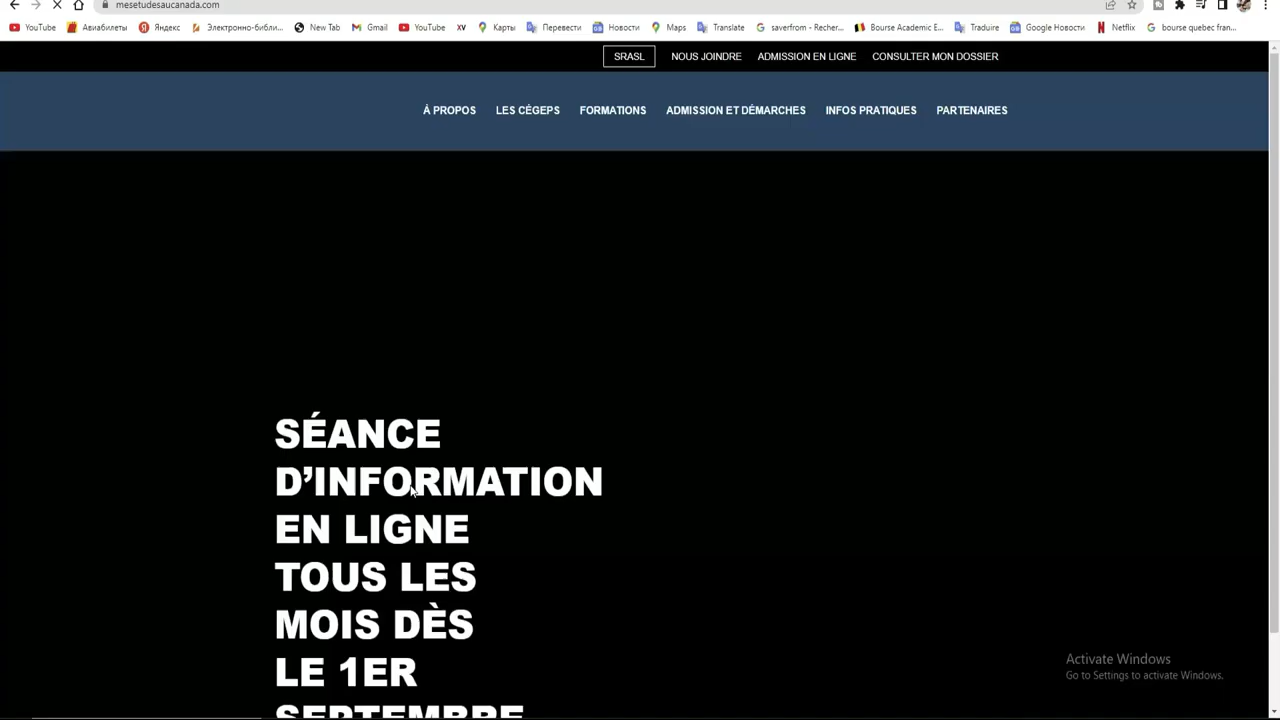 mesetudesaucanada.com
YouTube Авиабилеты Яндекс Электронно-библи... New Tab Gmail YouTube XV Карты Перевести Новости Maps Translate saverfrom - Recher... Bourse Academic E... Traduire Google Новости Netflix bourse quebec fran...
SRASL NOUS JOINDRE ADMISSION EN LIGNE CONSULTER MON DOSSIER
À PROPOS LES CÉGEPS FORMATIONS ADMISSION ET DÉMARCHES INFOS PRATIQUES PARTENAIRES
SÉANCE
D’INFORMATION
EN LIGNE
TOUS LES
MOIS DÈS
LE 1ER
SEPTEMBRE
Activate Windows
Go to Settings to activate Windows.